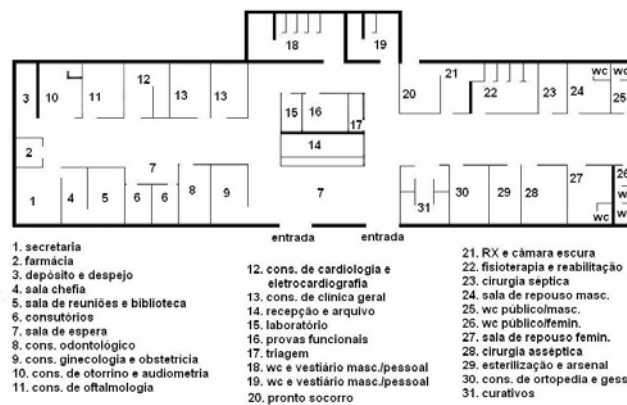 18
19
3
10
11
12
13
13
15
16
17
20
21
22
23
24
wc
wc
25
2
14
7
1
4
5
6
6
8
9
7
31
30
29
28
27
26
wc
entrada
entrada
1. secretaria
2. farmácia
3. depósito e despejo
4. sala chefia
5. sala de reuniões e biblioteca
6. consutórios
7. sala de espera
8. cons. odontológico
9. cons. ginecologia e obstetrícia
10. cons. de otorrino e audiometria
11. cons. de oftalmologia
12. cons. de cardiologia e
eletrocardiografia
13. cons. de clínica geral
14. recepção e arquivo
15. laboratório
16. provas funcionais
17. triagem
18. wc e vestiário masc./pessoal
19. wc e vestiário masc./pessoal
20. pronto socorro
21. RX e câmara escura
22. fisioterapia e reabilitação
23. cirurgia séptica
24. sala de repouso masc.
25. wc público/masc.
26. wc público/femin.
27. sala de repouso femin.
28. cirurgia asséptica
29. esterilização e arsenal
30. cons. de ortopedia e gess
31. curativos